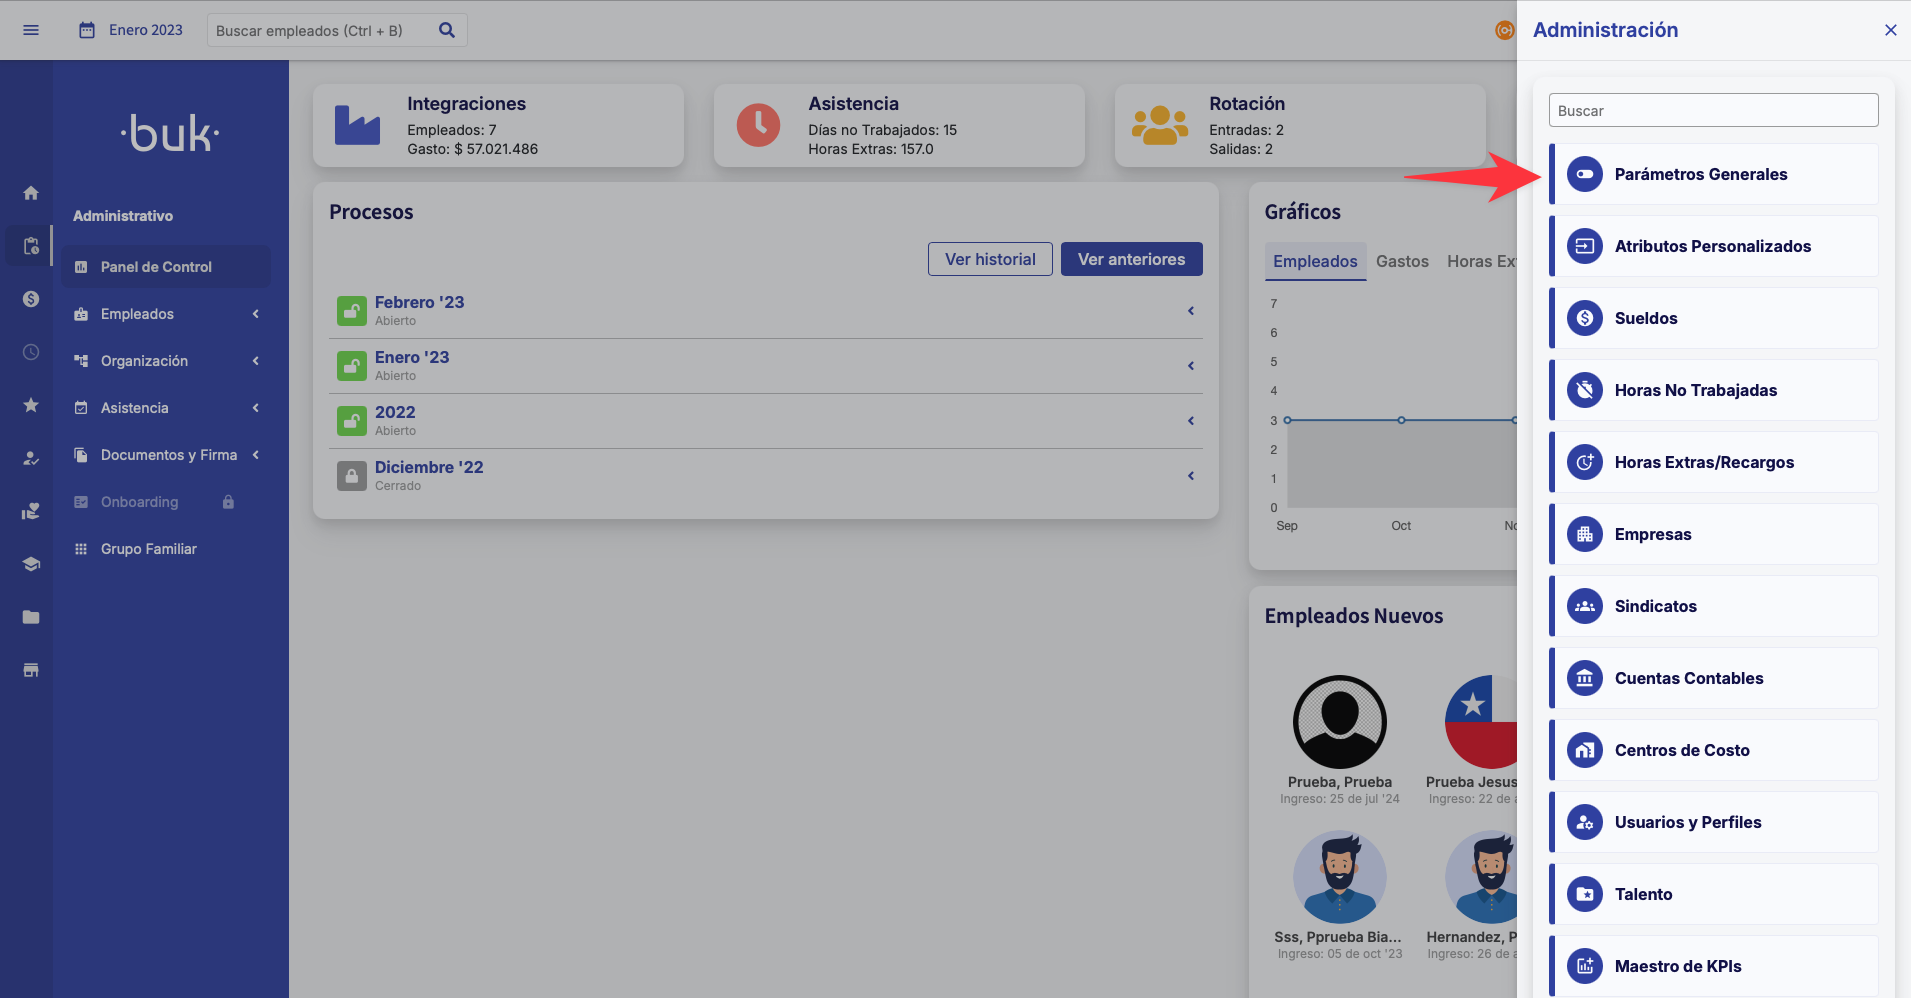 Enero 2023
Buscar empleados (Ctrl + B)
Administración
·buk·
Administrativo
Panel de Control
Empleados
Organización
Asistencia
Documentos y Firma
Onboarding
Grupo Familiar
Integraciones
Empleados: 7
Gasto: $ 57.021.486
Asistencia
Días no Trabajados: 15
Horas Extras: 157.0
Rotación
Entradas: 2
Salidas: 2
Procesos
Ver historial
Ver anteriores
Febrero '23
Abierto
Enero '23
Abierto
2022
Abierto
Diciembre '22
Cerrado
Gráficos
Empleados Gastos Horas Ext
7
6
5
4
3
2
1
0
Sep Oct No
Empleados Nuevos
Prueba, Prueba
Ingreso: 25 de jul '24
Prueba Jesus
Ingreso: 22 de a
Sss, Pprueba Bia...
Ingreso: 05 de oct '23
Hernandez, P
Ingreso: 26 de a
Buscar
Parámetros Generales
Atributos Personalizados
Sueldos
Horas No Trabajadas
Horas Extras/Recargos
Empresas
Sindicatos
Cuentas Contables
Centros de Costo
Usuarios y Perfiles
Talento
Maestro de KPIs